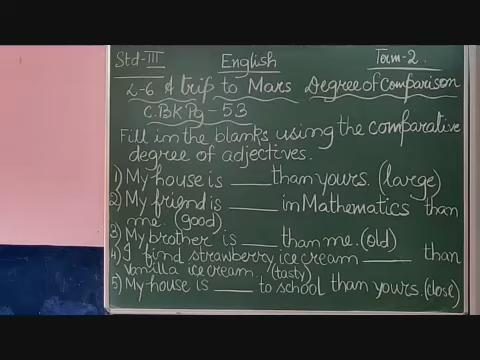 Std-III English Term-2.
L-6 A trip to Mars Degree of Comparison
C.BK Pg-53
Fill in the blanks using the comparative
degree of adjectives.
1) My house is ____ than yours. (large)
2) My friend is ____ in Mathematics than
me. (good)
3) My brother is ____ than me. (old)
4) I find strawberry ice cream ____ than
vanilla ice cream. (tasty)
5) My house is ____ to school than yours. (close)